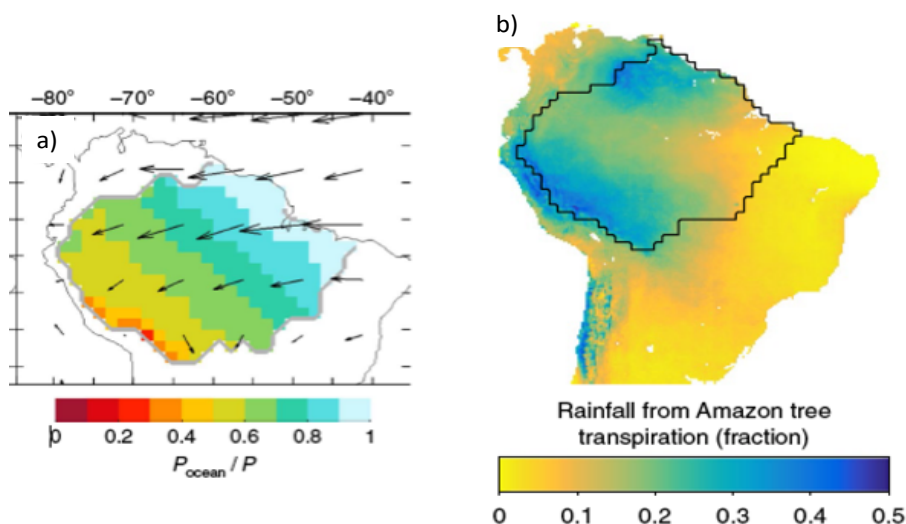 b)
−80° −70° −60° −50° −40°
a)
0 0.2 0.4 0.6 0.8 1
P_ocean / P
Rainfall from Amazon tree
transpiration (fraction)
0 0.1 0.2 0.3 0.4 0.5